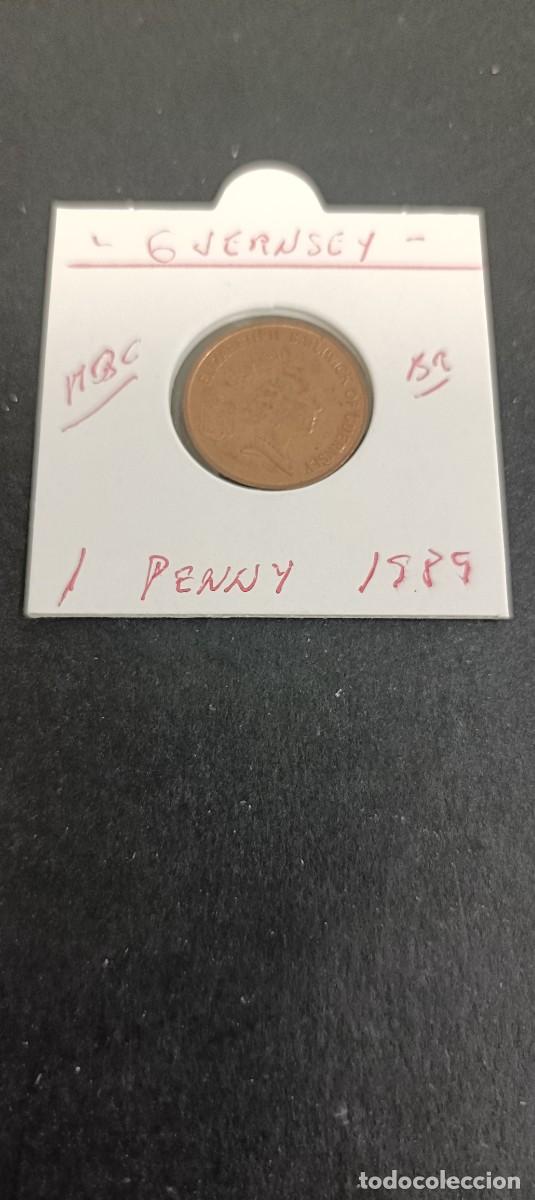 - GUERNSEY -
MBC
BR
ELIZABETH II BAILIWICK OF GUERNSEY
1 PENNY 1989
todocoleccion